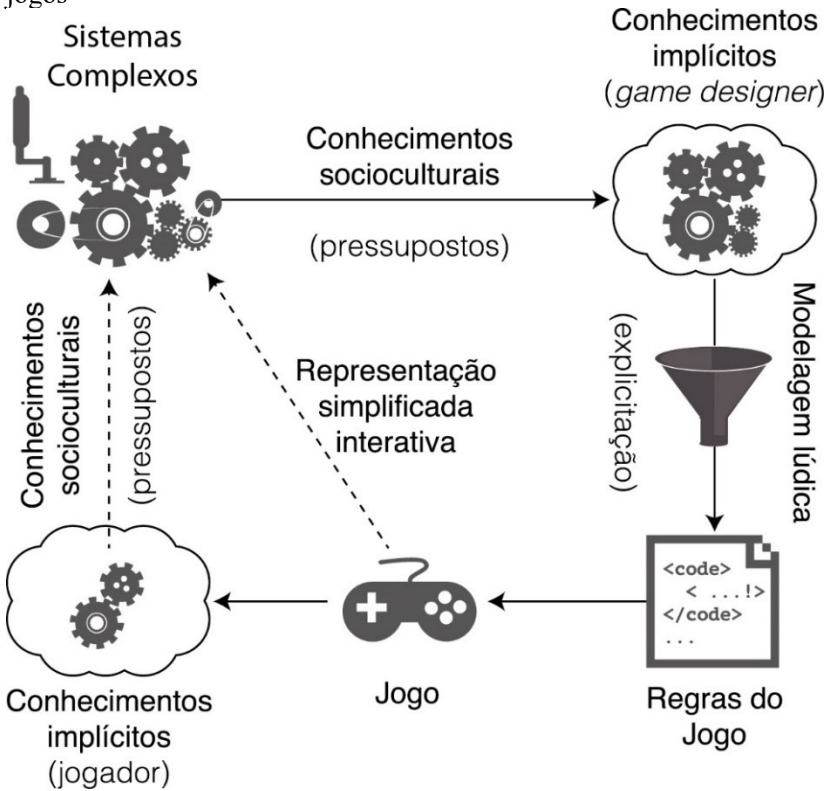 jogos
Sistemas
Complexos
Conhecimentos
implícitos
(game designer)
Conhecimentos
socioculturais
(pressupostos)
Conhecimentos
socioculturais
(pressupostos)
Representação
simplificada
interativa
(explicitação)
Modelagem lúdica
<code>
< ...!>
</code>
...
Conhecimentos
implícitos
(jogador)
Jogo
Regras do
Jogo